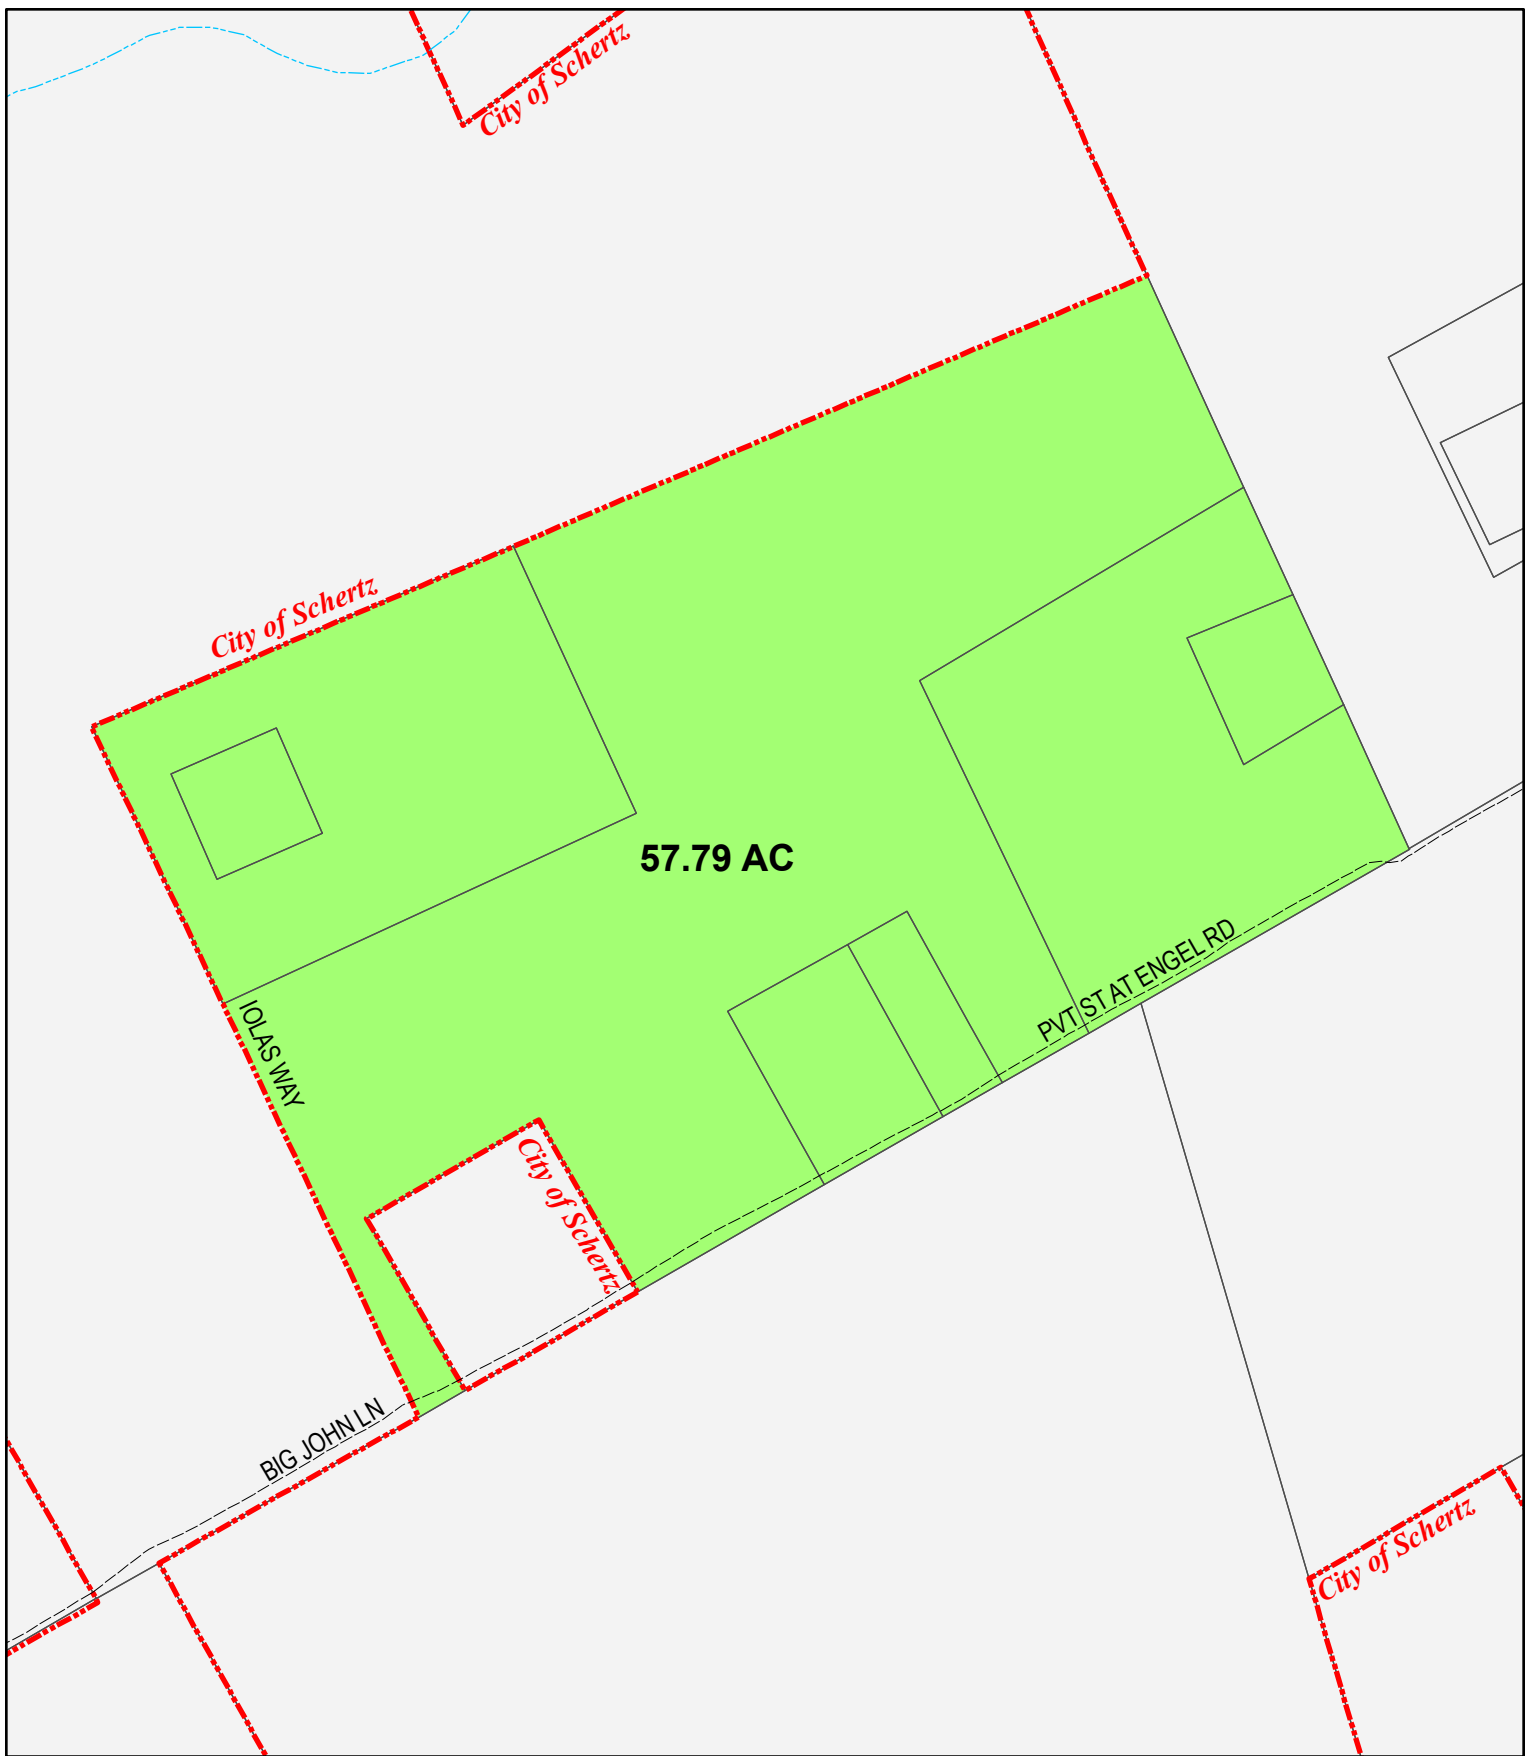 City of Schertz
City of Schertz
57.79 AC
PVT ST AT ENGEL RD
IOLAS WAY
City of Schertz
BIG JOHN LN
City of Schertz